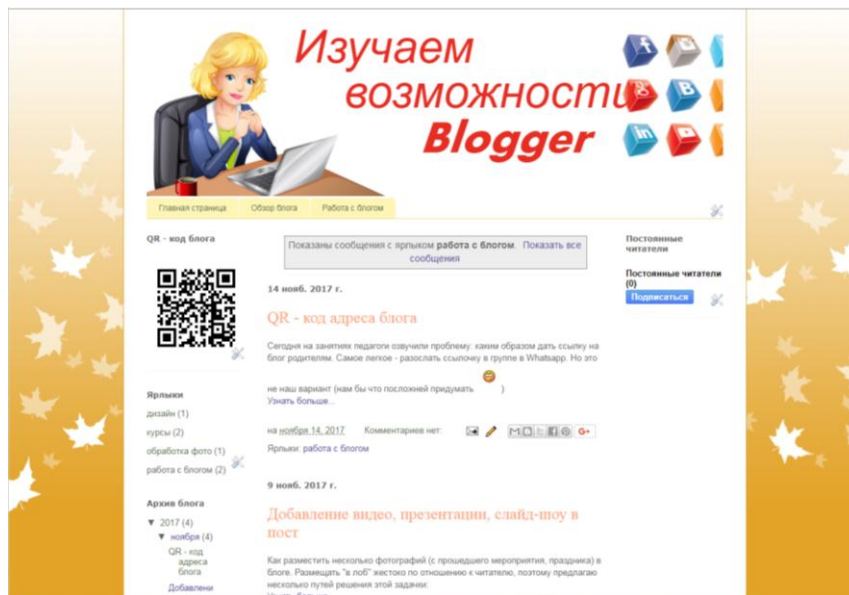 Изучаем
возможности
Blogger
Главная страница Обзор блога Работа с блогом
QR - код блога
Ярлыки
дизайн (1)
курсы (2)
обработка фото (1)
работа с блогом (2)
Архив блога
▼ 2017 (4)
▼ ноября (4)
QR - код
адреса
блога
Добавлени
Показаны сообщения с ярлыком работа с блогом. Показать все
сообщения
14 нояб. 2017 г.
QR - код адреса блога
Сегодня на занятиях педагоги озвучили проблему: каким образом дать ссылку на
блог родителям. Самое легкое - разослать ссылочку в группе в Whatsapp. Но это
не наш вариант (нам бы что посложней придумать )
Узнать больше...
на ноября 14, 2017 Комментариев нет:
Ярлыки: работа с блогом
9 нояб. 2017 г.
Добавление видео, презентации, слайд-шоу в
пост
Как разместить несколько фотографий (с прошедшего мероприятия, праздника) в
блоге. Размещать "в лоб" жестоко по отношению к читателю, поэтому предлагаю
несколько путей решения этой задачки:
Постоянные
читатели
Постоянные читатели
(0)
Подписаться